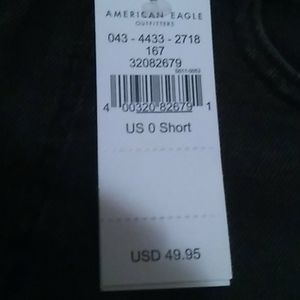 AMERICAN EAGLE
OUTFITTERS
043 - 4433 - 2718
167
32082679
4 00320 82679 1
US 0 Short
USD 49.95